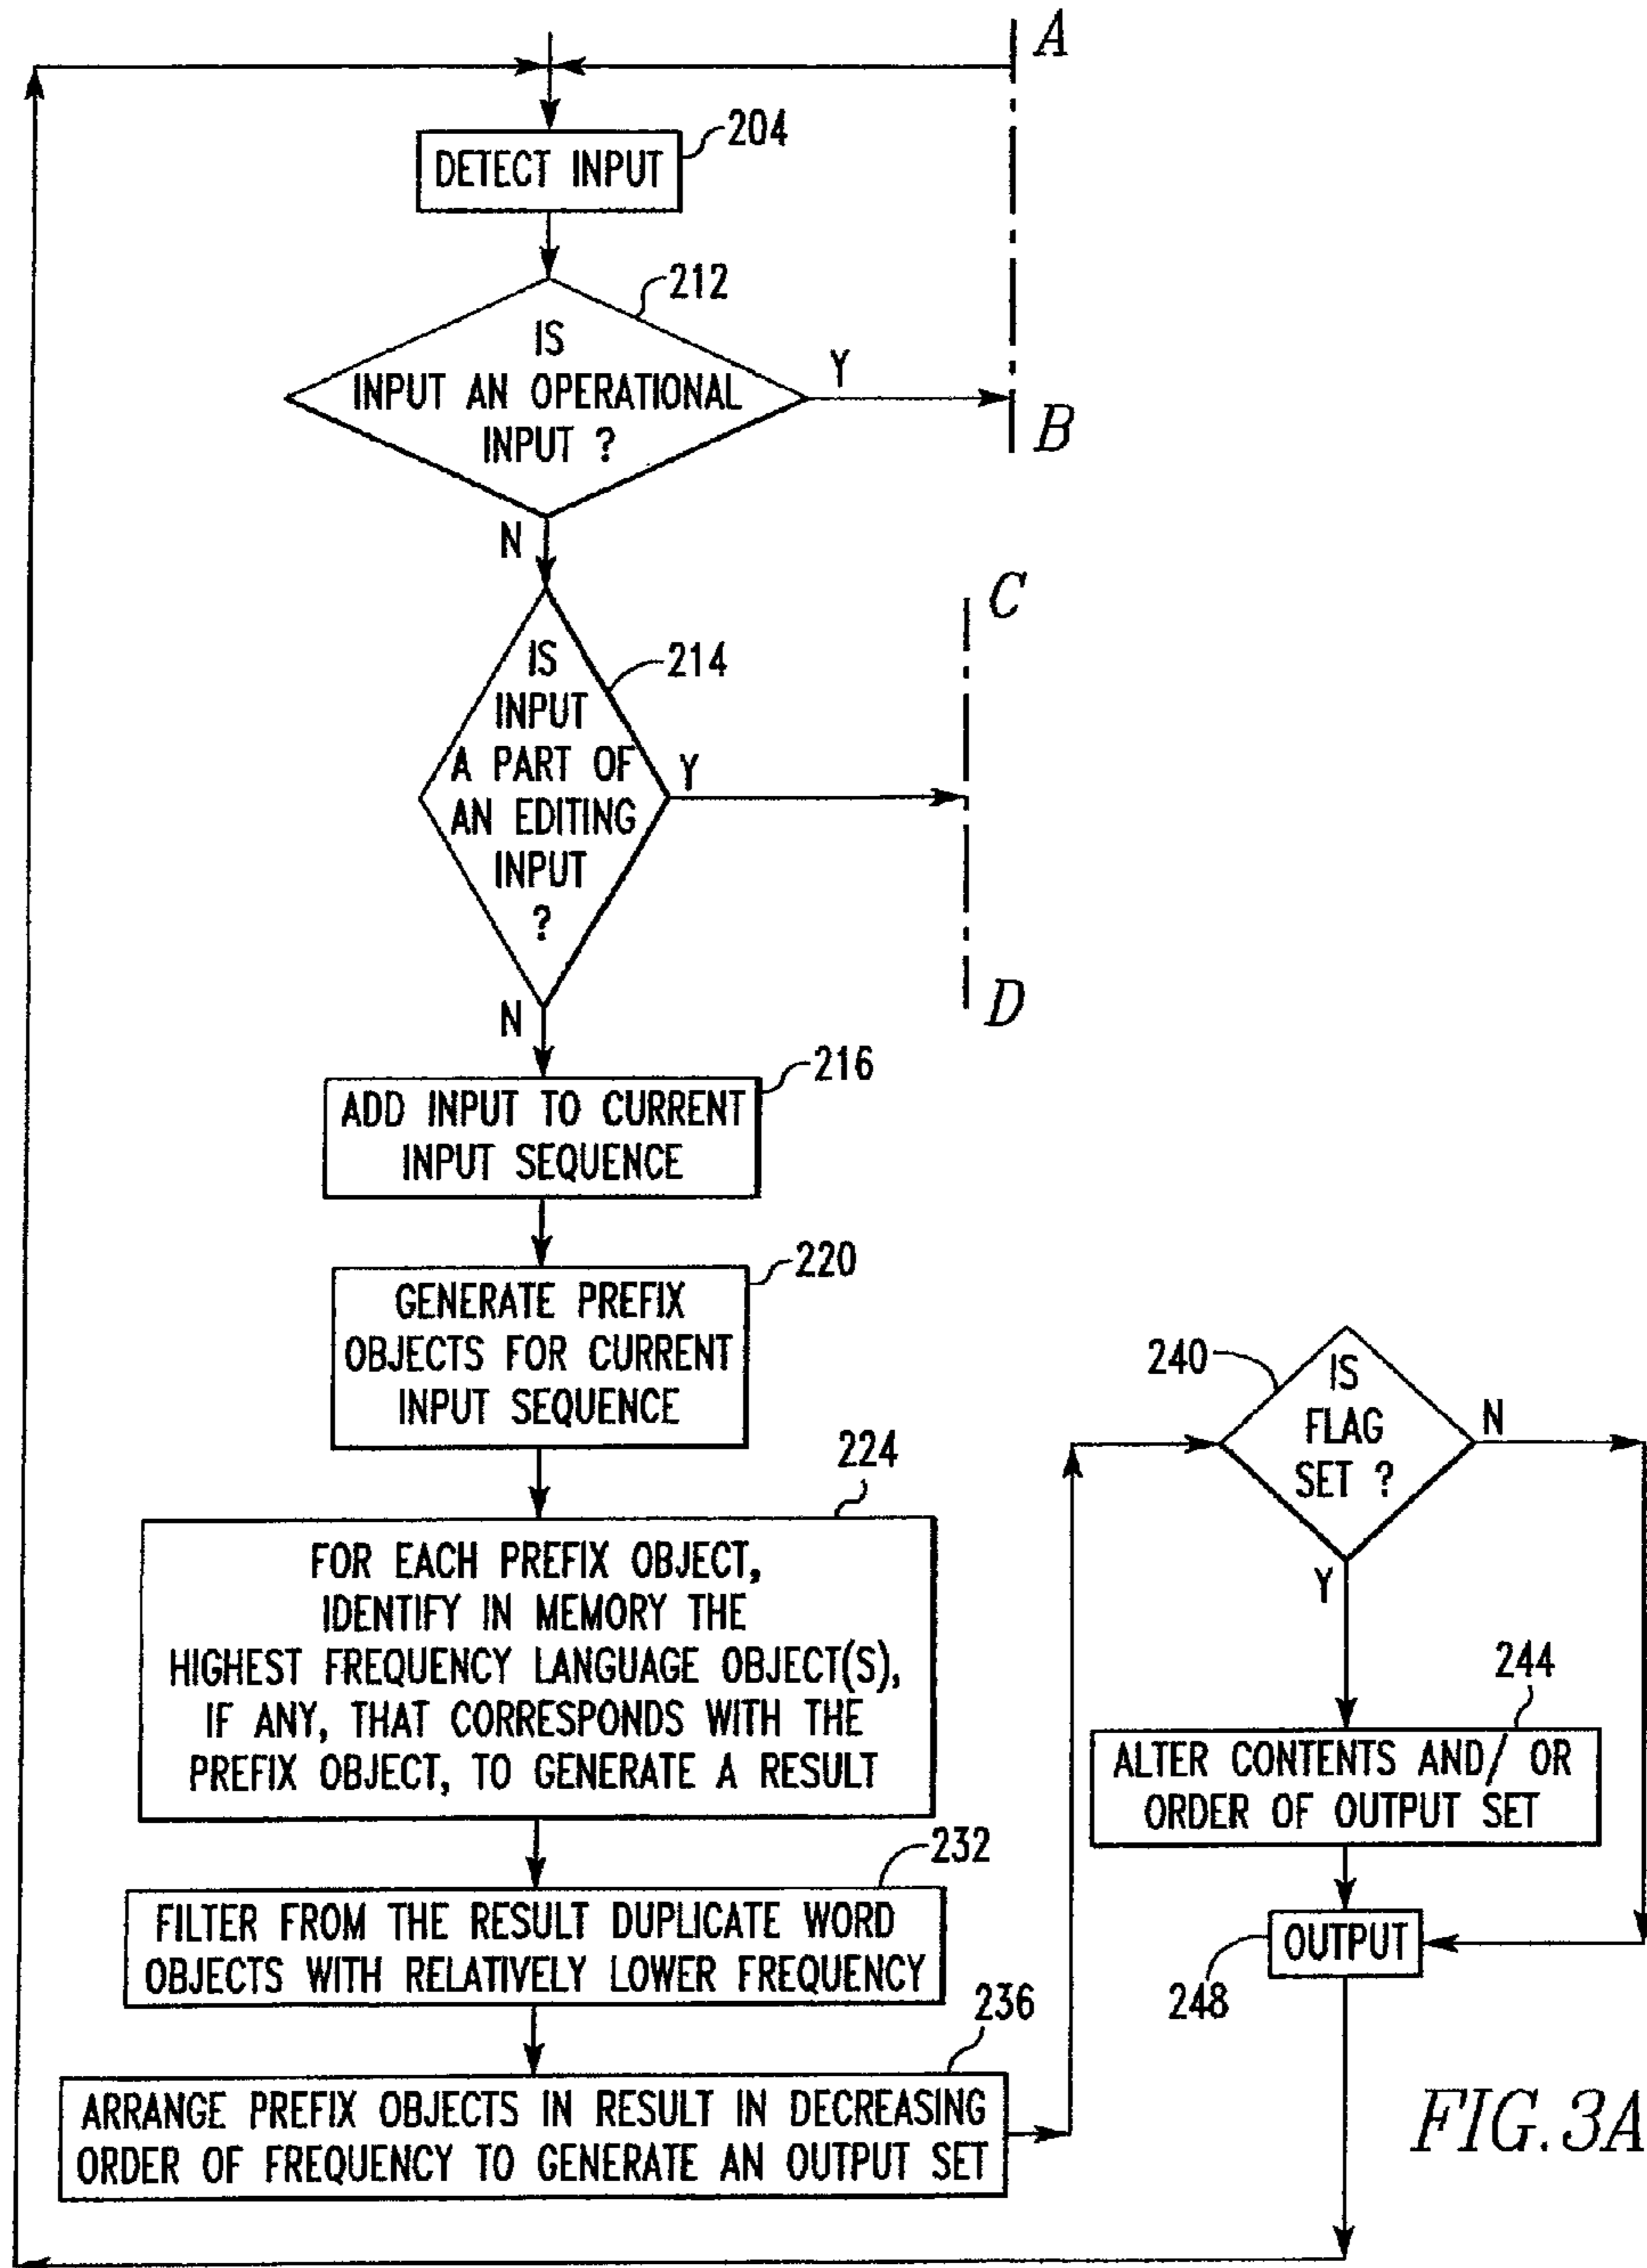 A
204
DETECT INPUT
212
IS
INPUT AN OPERATIONAL
INPUT ?
Y
B
N
C
214
IS
INPUT
A PART OF
AN EDITING
INPUT
?
Y
D
N
216
ADD INPUT TO CURRENT
INPUT SEQUENCE
220
GENERATE PREFIX
OBJECTS FOR CURRENT
INPUT SEQUENCE
224
FOR EACH PREFIX OBJECT,
IDENTIFY IN MEMORY THE
HIGHEST FREQUENCY LANGUAGE OBJECT(S),
IF ANY, THAT CORRESPONDS WITH THE
PREFIX OBJECT, TO GENERATE A RESULT
232
FILTER FROM THE RESULT DUPLICATE WORD
OBJECTS WITH RELATIVELY LOWER FREQUENCY
236
ARRANGE PREFIX OBJECTS IN RESULT IN DECREASING
ORDER OF FREQUENCY TO GENERATE AN OUTPUT SET
240
IS
FLAG
SET ?
N
Y
244
ALTER CONTENTS AND/ OR
ORDER OF OUTPUT SET
OUTPUT
248
FIG.3A